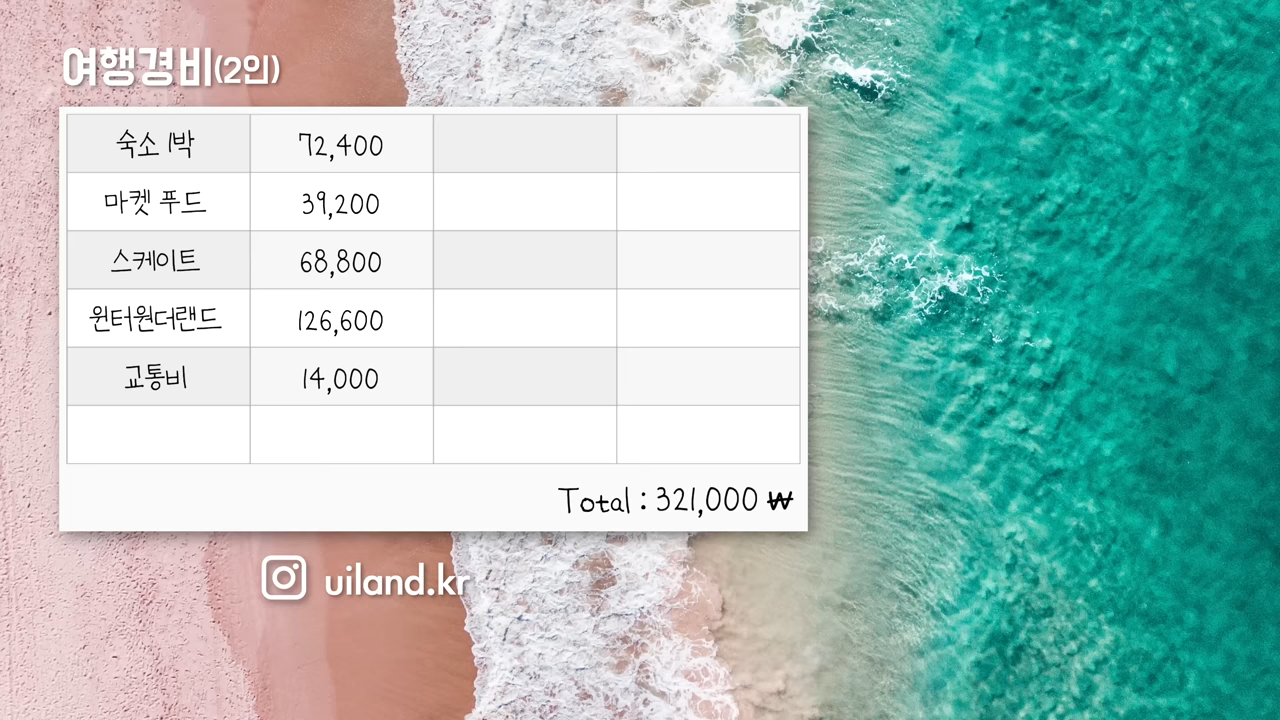 여행경비(2인)
숙소 1박 72,400
마켓 푸드 39,200
스케이트 68,800
윈터원더랜드 126,600
교통비 14,000
Total : 321,000 ₩
uiland.kr